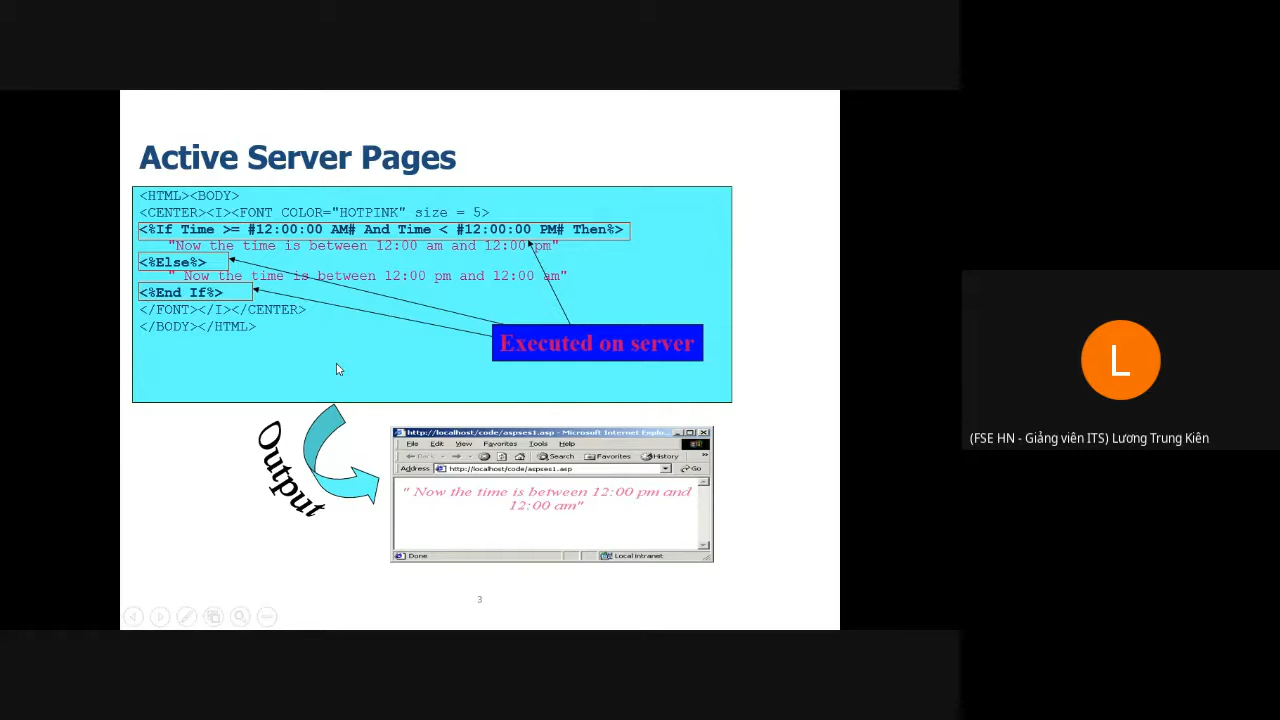 Active Server Pages
<HTML><BODY>
<CENTER><I><FONT COLOR="HOTPINK" size = 5>
<%If Time >= #12:00:00 AM# And Time < #12:00:00 PM# Then%>
"Now the time is between 12:00 am and 12:00 pm"
<%Else%>
" Now the time is between 12:00 pm and 12:00 am"
<%End If%>
</FONT></I></CENTER>
</BODY></HTML>
Executed on server
Output
http://localhost/code/aspses1.asp - Microsoft Internet Explo...
File Edit View Favorites Tools Help
Back Search Favorites History
Address http://localhost/code/aspses1.asp Go
" Now the time is between 12:00 pm and
12:00 am"
Done Local intranet
3
L
(FSE HN - Giảng viên ITS) Lương Trung Kiên